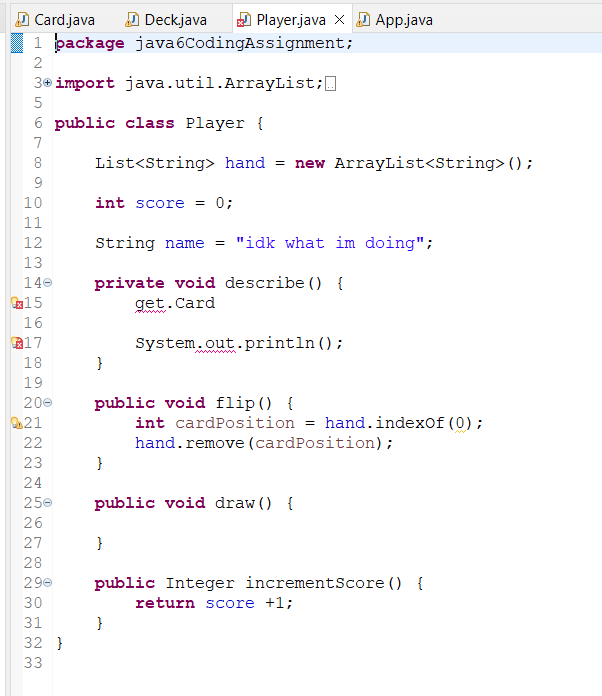 Card.java Deck.java Player.java App.java
1 package java6CodingAssignment;
2
3 import java.util.ArrayList;
5
6 public class Player {
7
8 List<String> hand = new ArrayList<String>();
9
10 int score = 0;
11
12 String name = "idk what im doing";
13
14 private void describe() {
15 get.Card
16
17 System.out.println();
18 }
19
20 public void flip() {
21 int cardPosition = hand.indexOf(0);
22 hand.remove(cardPosition);
23 }
24
25 public void draw() {
26
27 }
28
29 public Integer incrementScore() {
30 return score +1;
31 }
32 }
33